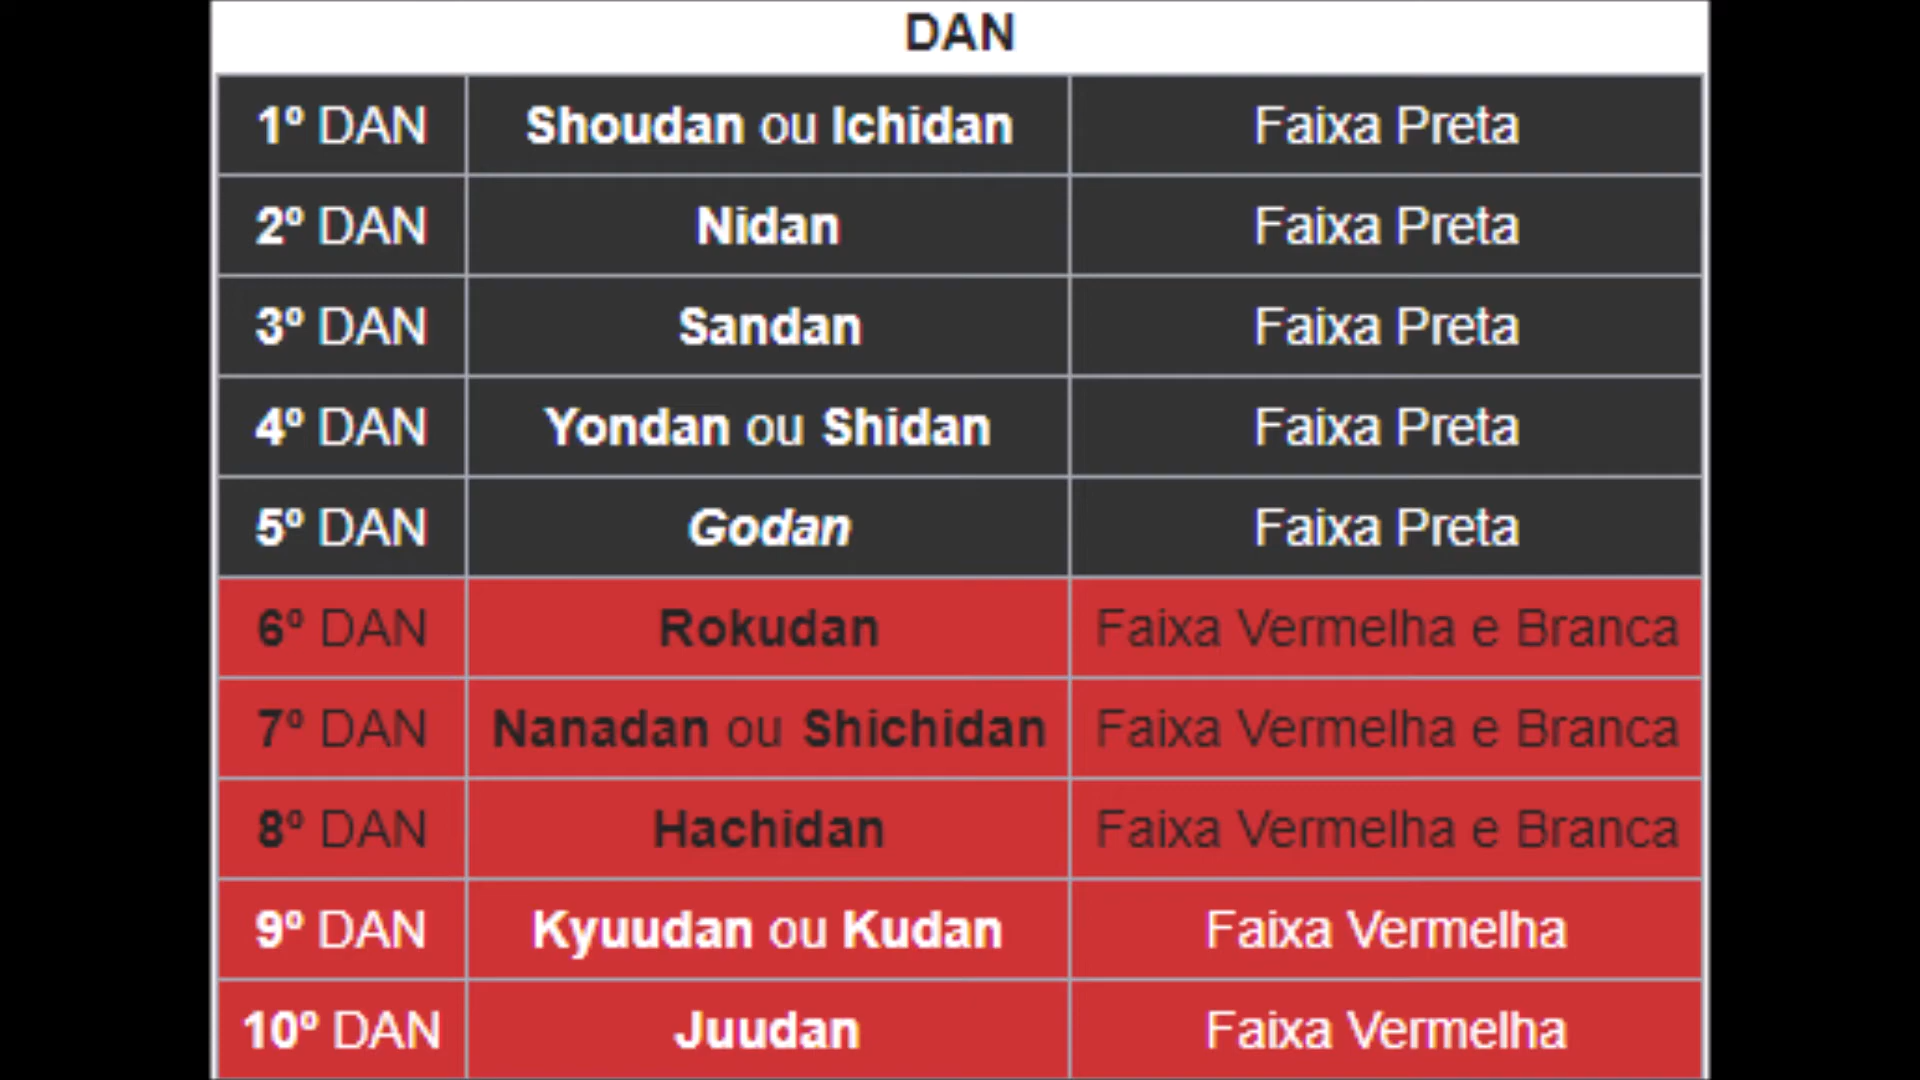 DAN
1º DAN Shoudan ou Ichidan Faixa Preta
2º DAN Nidan Faixa Preta
3º DAN Sandan Faixa Preta
4º DAN Yondan ou Shidan Faixa Preta
5º DAN Godan Faixa Preta
6º DAN Rokudan Faixa Vermelha e Branca
7º DAN Nanadan ou Shichidan Faixa Vermelha e Branca
8º DAN Hachidan Faixa Vermelha e Branca
9º DAN Kyuudan ou Kudan Faixa Vermelha
10º DAN Juudan Faixa Vermelha